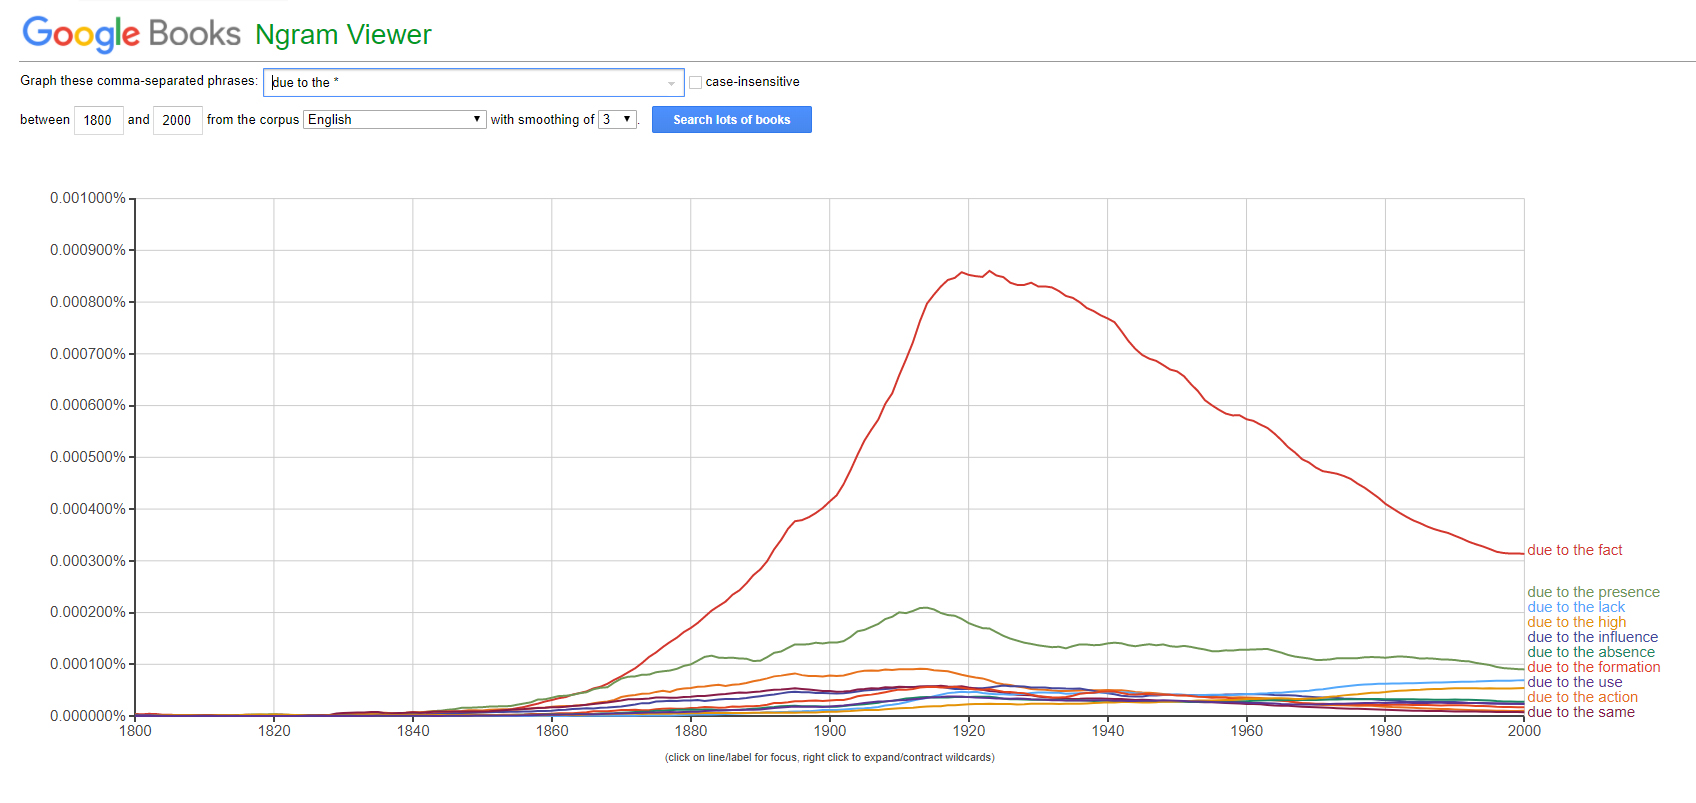 Google Books Ngram Viewer
Graph these comma-separated phrases: due to the * case-insensitive
between 1800 and 2000 from the corpus English with smoothing of 3 . Search lots of books
0.001000%
0.000900%
0.000800%
0.000700%
0.000600%
0.000500%
0.000400%
0.000300%
0.000200%
0.000100%
0.000000%
due to the fact
due to the presence
due to the lack
due to the high
due to the influence
due to the absence
due to the formation
due to the use
due to the action
due to the same
1800 1820 1840 1860 1880 1900 1920 1940 1960 1980 2000
(click on line/label for focus, right click to expand/contract wildcards)